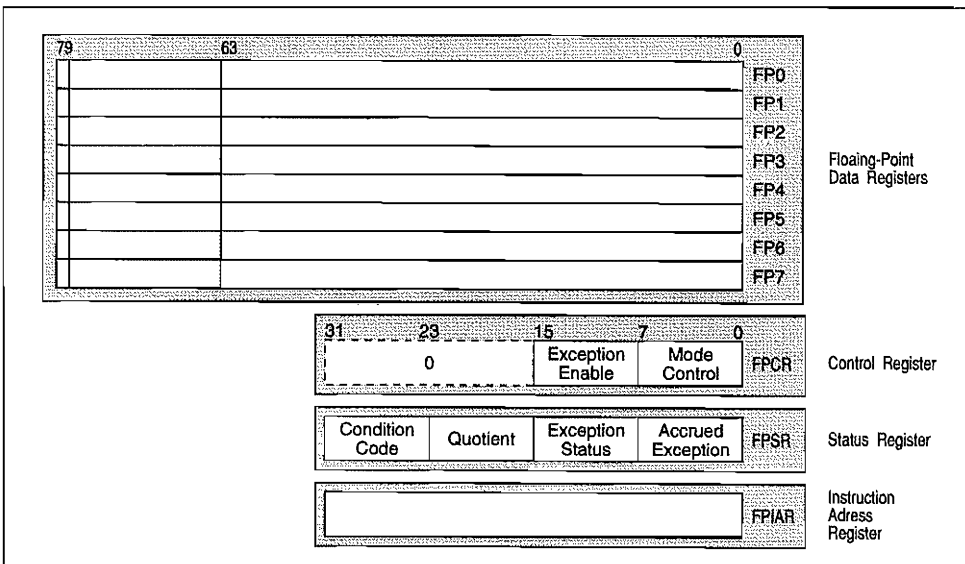 79 63 0
FP0
FP1
FP2
FP3
FP4
FP5
FP6
FP7
Floaing-Point
Data Registers
31 23 15 7 0
0
Exception
Enable
Mode
Control
FPCR
Control Register
Condition
Code
Quotient
Exception
Status
Accrued
Exception
FPSR
Status Register
FPIAR
Instruction
Adress
Register